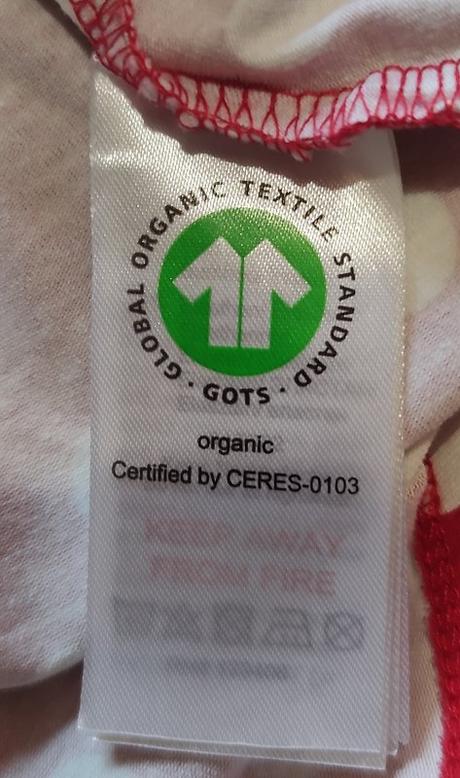 GLOBAL ORGANIC TEXTILE STANDARD
· GOTS ·
organic
Certified by CERES-0103
KEEP AWAY
FROM FIRE